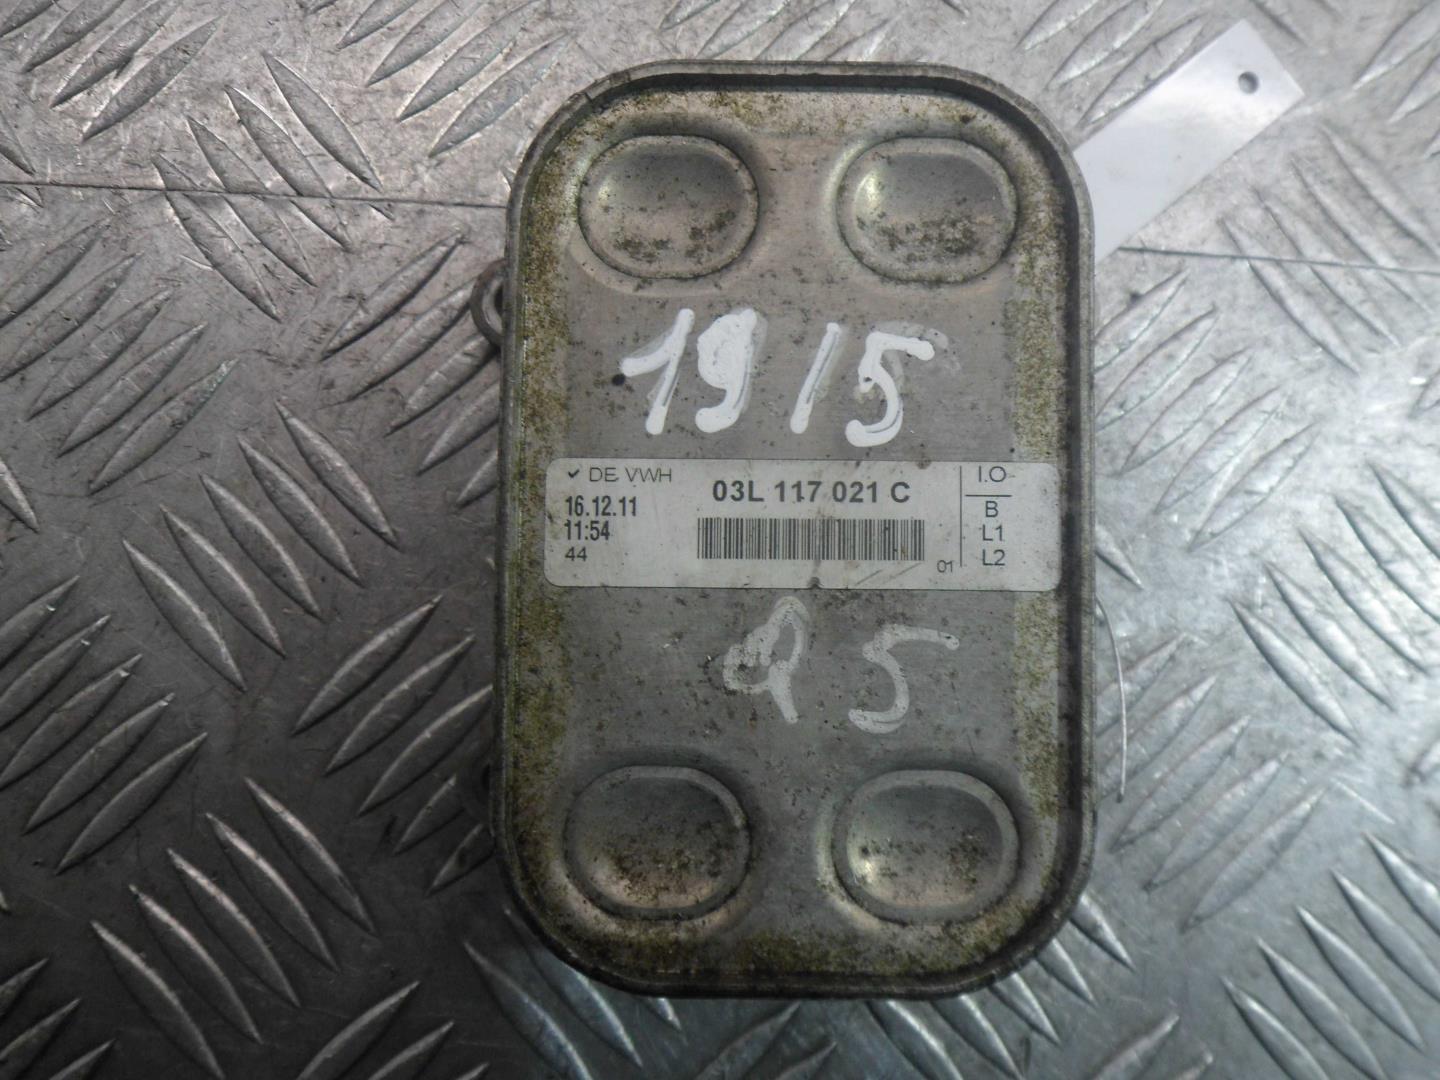 1915
✓ DE VWH
16.12.11
11:54
44
03L 117 021 C
01
I.O
B
L1
L2
Q5